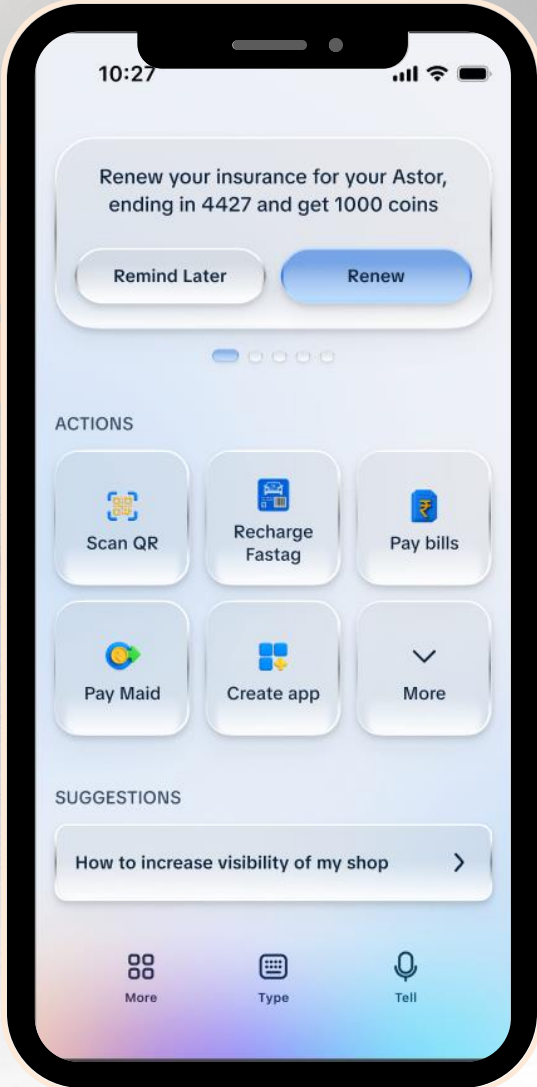 10:27
Renew your insurance for your Astor,
ending in 4427 and get 1000 coins
Remind Later
Renew
ACTIONS
Scan QR
Recharge
Fastag
Pay bills
Pay Maid
Create app
More
SUGGESTIONS
How to increase visibility of my shop
More
Type
Tell